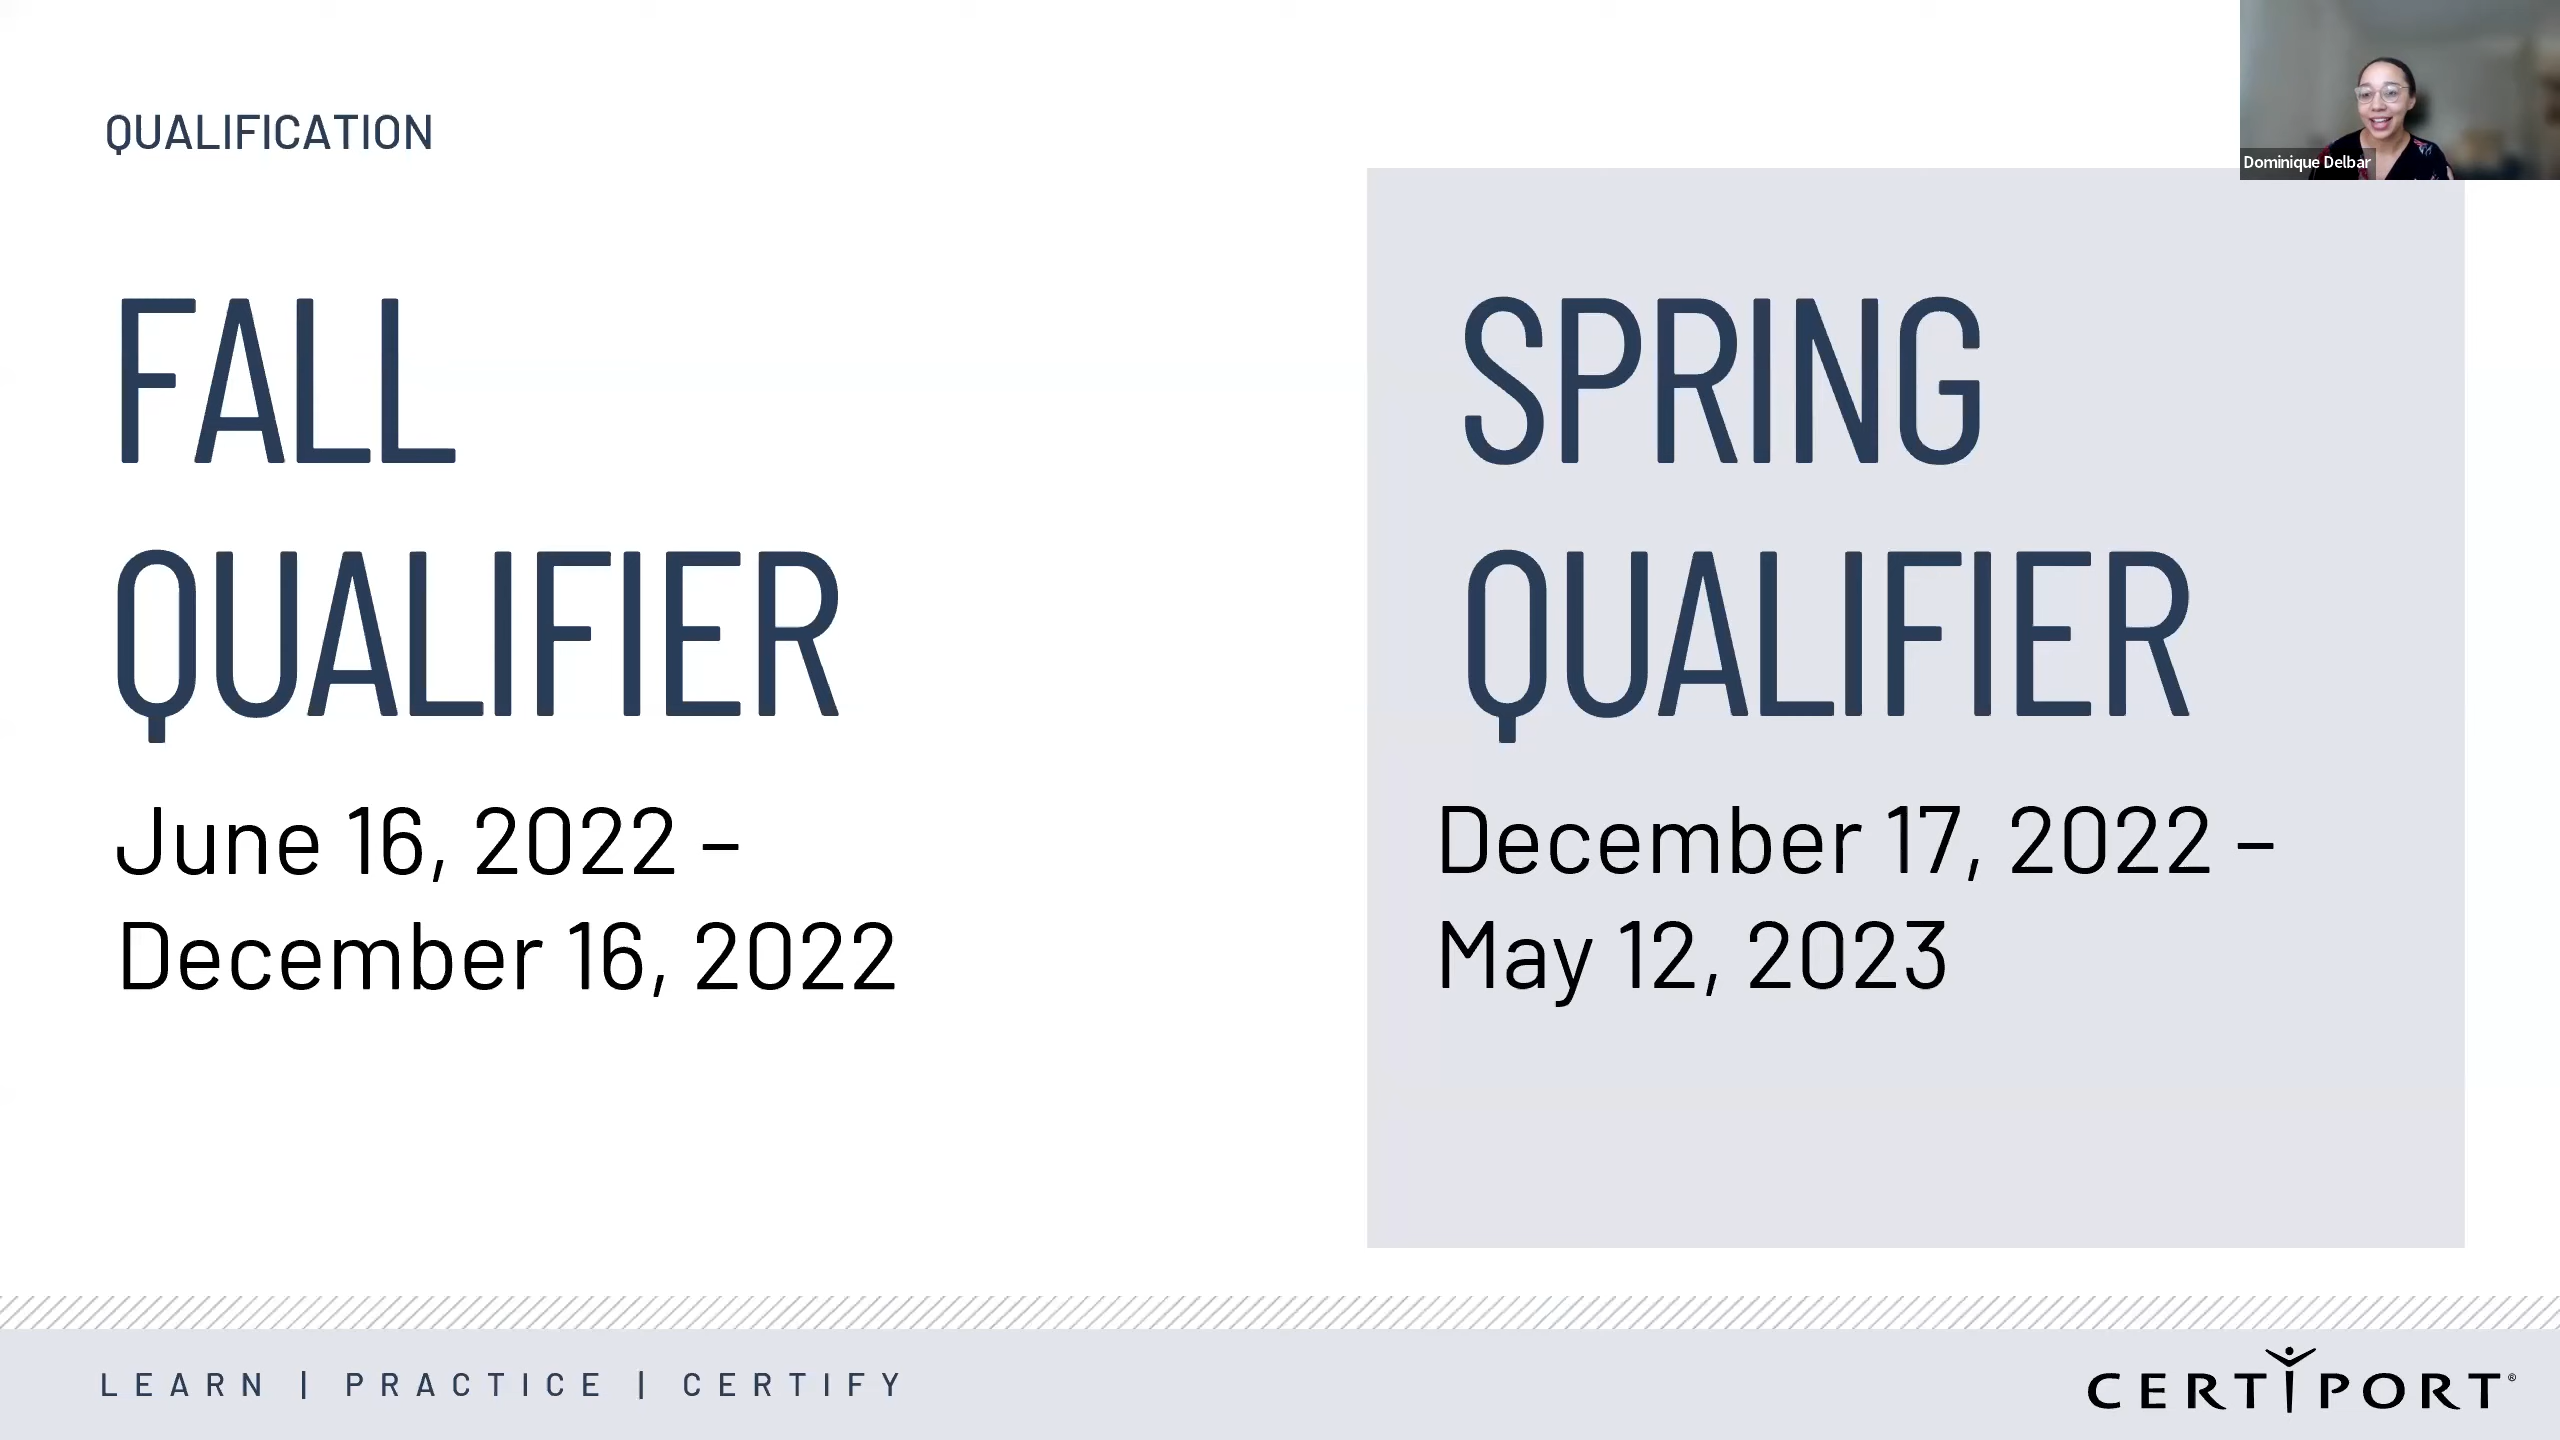 QUALIFICATION
Dominique Delbar
FALL
QUALIFIER
June 16, 2022 –
December 16, 2022
SPRING
QUALIFIER
December 17, 2022 –
May 12, 2023
LEARN | PRACTICE | CERTIFY
CERTIPORT®